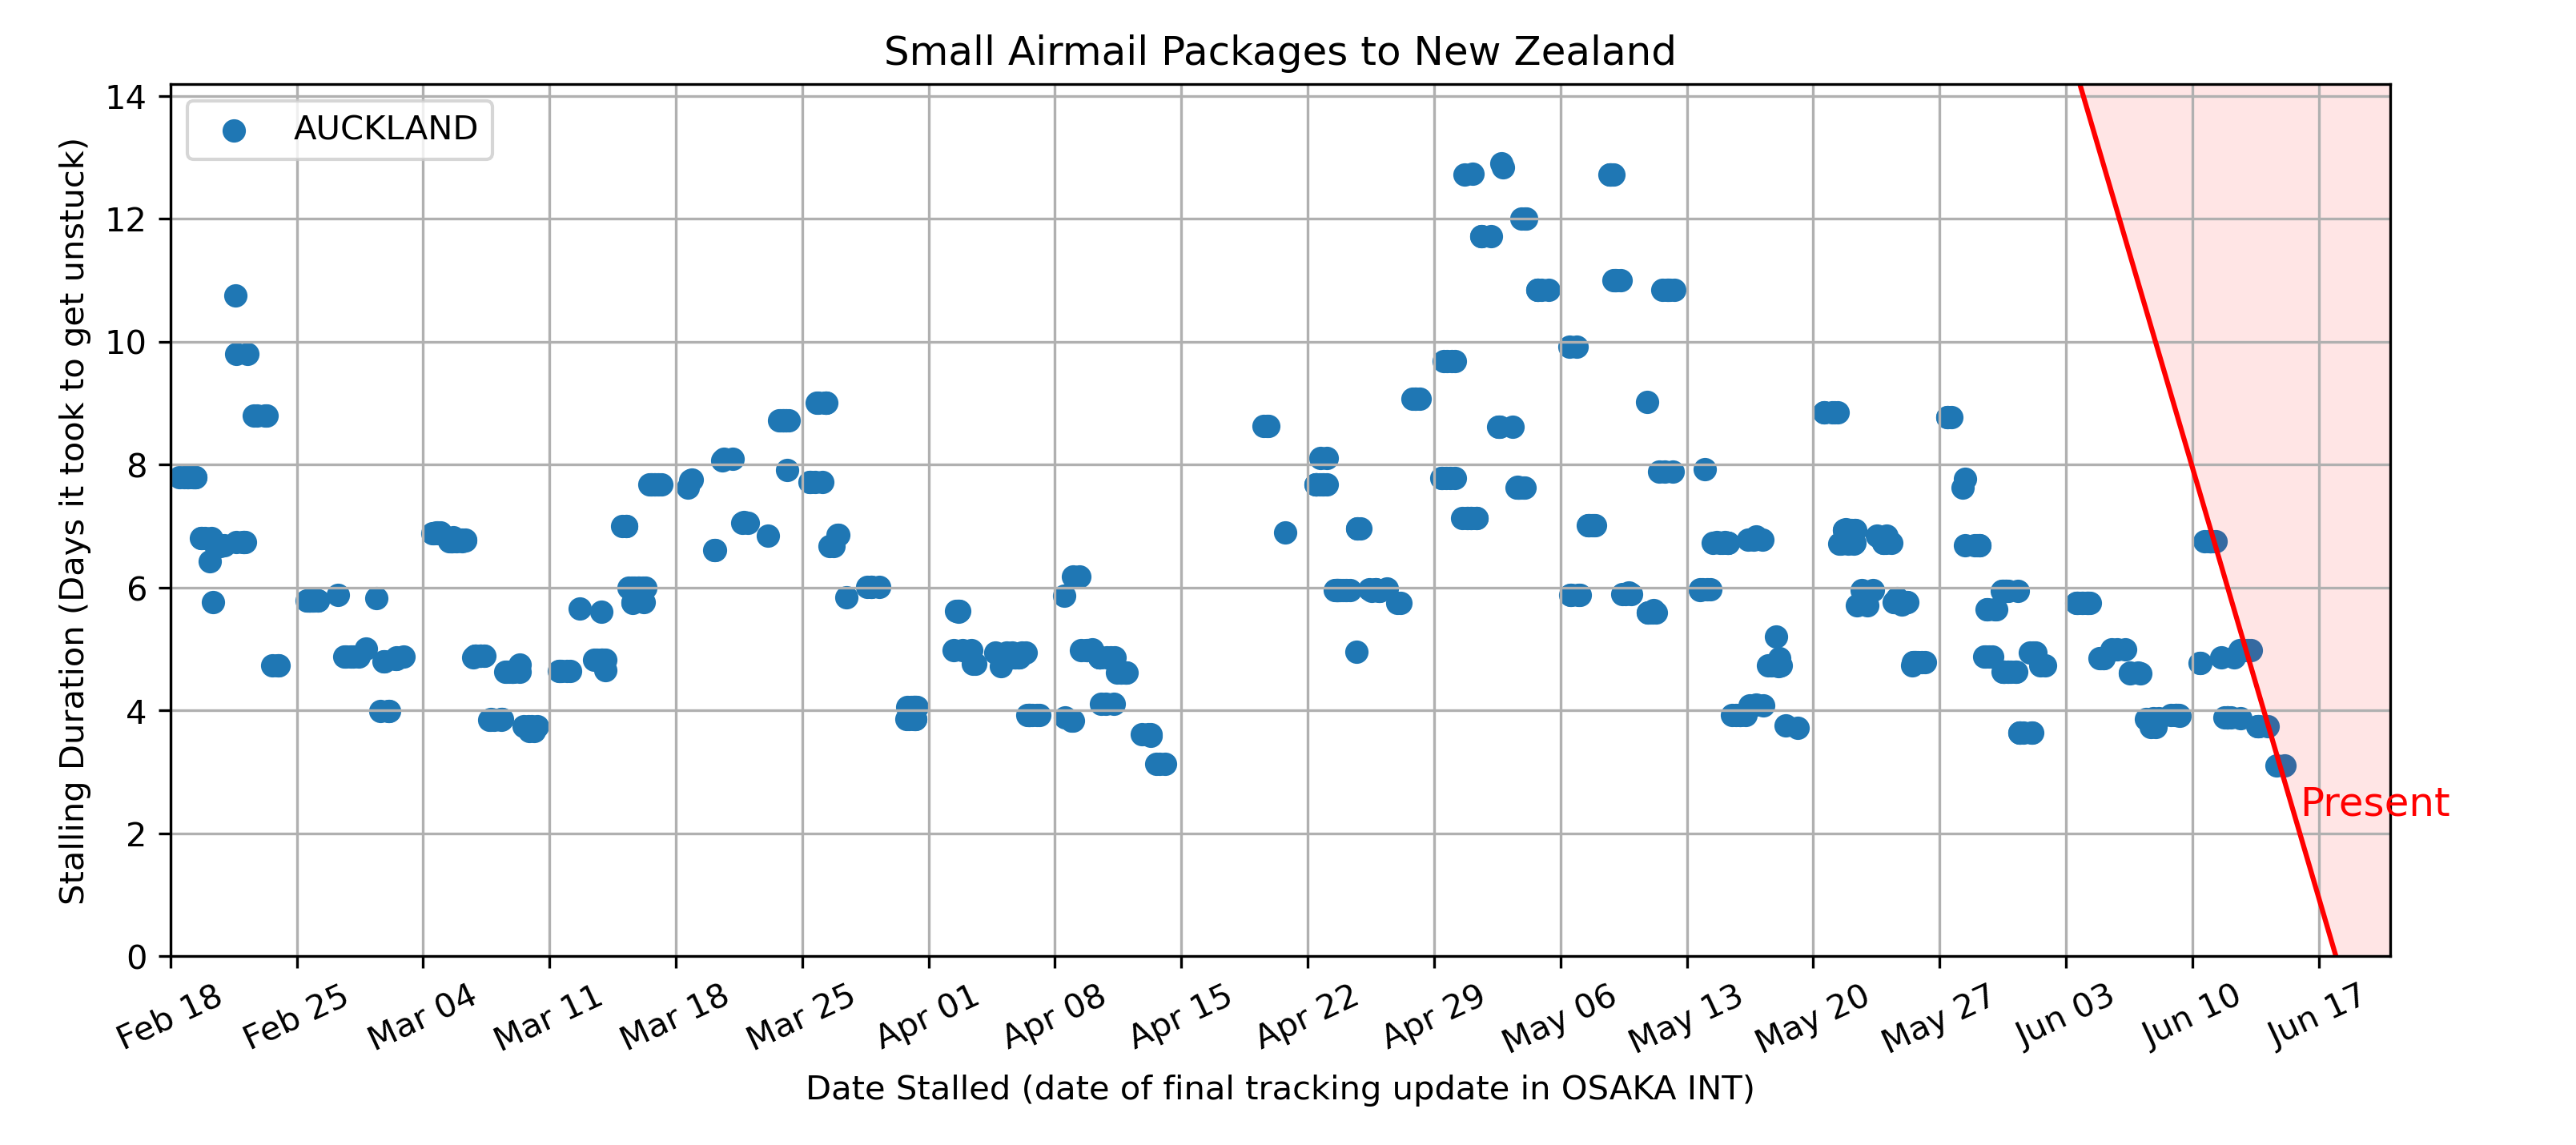 Small Airmail Packages to New Zealand
AUCKLAND
Stalling Duration (Days it took to get unstuck)
14
12
10
8
6
4
2
0
Present
Feb 18 Feb 25 Mar 04 Mar 11 Mar 18 Mar 25 Apr 01 Apr 08 Apr 15 Apr 22 Apr 29 May 06 May 13 May 20 May 27 Jun 03 Jun 10 Jun 17
Date Stalled (date of final tracking update in OSAKA INT)